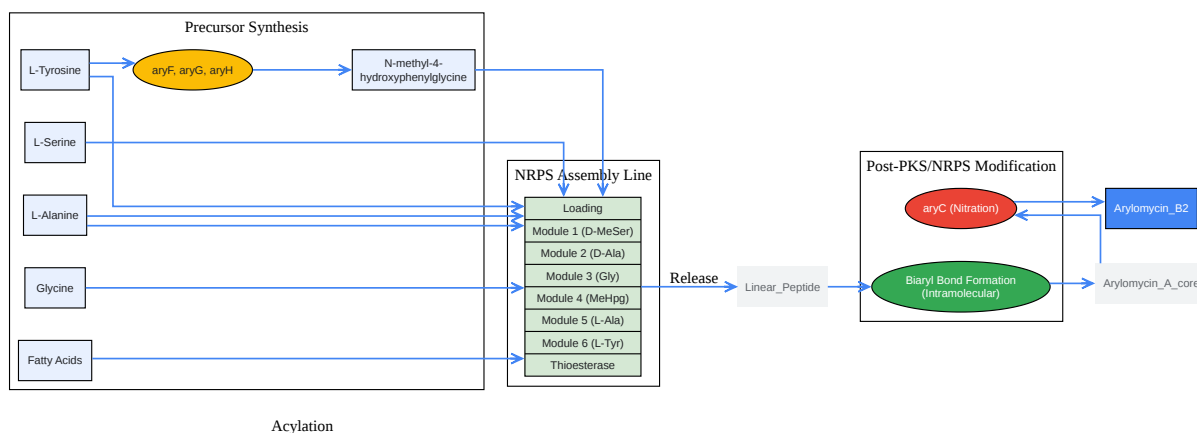 Precursor Synthesis
L-Tyrosine
aryF, aryG, aryH
N-methyl-4-
hydroxyphenylglycine
L-Serine
L-Alanine
Glycine
Fatty Acids
Acylation
NRPS Assembly Line
Loading
Module 1 (D-MeSer)
Module 2 (D-Ala)
Module 3 (Gly)
Module 4 (MeHpg)
Module 5 (L-Ala)
Module 6 (L-Tyr)
Thioesterase
Release
Linear_Peptide
Post-PKS/NRPS Modification
aryC (Nitration)
Biaryl Bond Formation
(Intramolecular)
Arylomycin_B2
Arylomycin_A_core